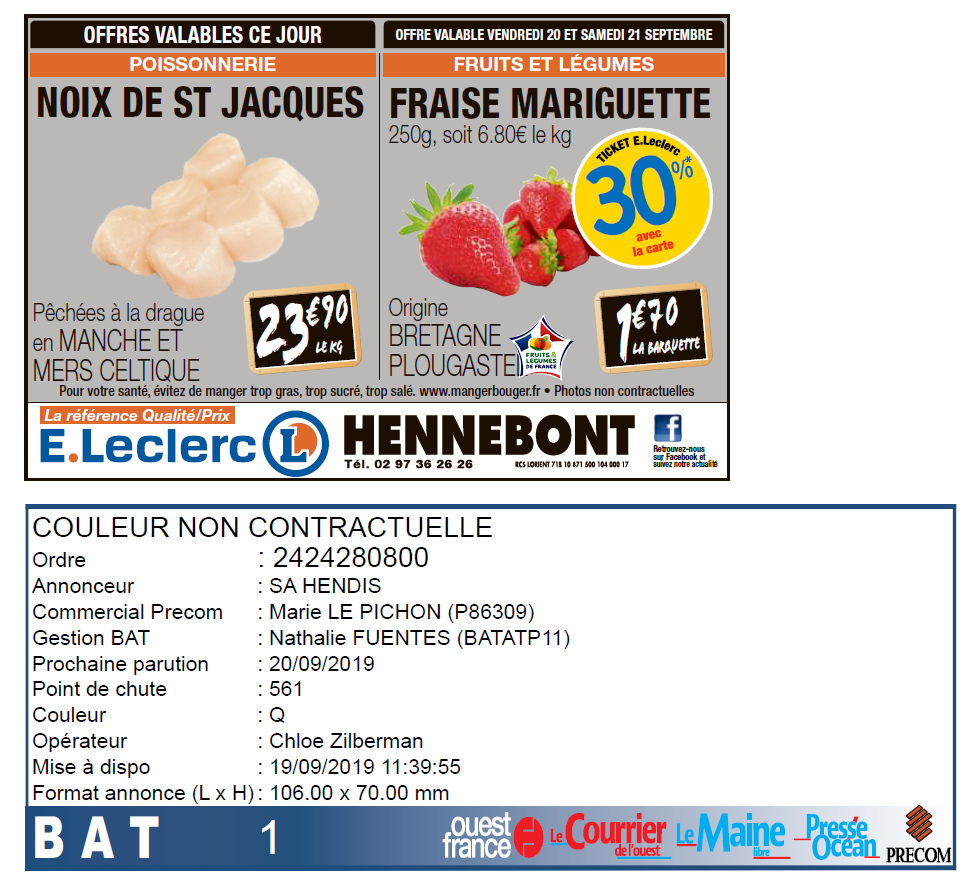 OFFRES VALABLES CE JOUR
POISSONNERIE
NOIX DE ST JACQUES
Pêchées à la drague
en MANCHE ET
MERS CELTIQUE
23€90
LE KG
OFFRE VALABLE VENDREDI 20 ET SAMEDI 21 SEPTEMBRE
FRUITS ET LÉGUMES
FRAISE MARIGUETTE
250g, soit 6.80€ le kg
TICKET E.Leclerc
30%*
avec
la carte
Origine
BRETAGNE
PLOUGASTEL
FRUITS &
LÉGUMES
DE FRANCE
1€70
LA BARQUETTE
Pour votre santé, évitez de manger trop gras, trop sucré, trop salé. www.mangerbouger.fr • Photos non contractuelles
La référence Qualité/Prix
E.Leclerc L
HENNEBONT
Tél. 02 97 36 26 26
RCS LORIENT 718 10 871 500 104 000 17
f
Retrouvez-nous
sur Facebook et
suivez notre actualité
COULEUR NON CONTRACTUELLE
Ordre : 2424280800
Annonceur : SA HENDIS
Commercial Precom : Marie LE PICHON (P86309)
Gestion BAT : Nathalie FUENTES (BATATP11)
Prochaine parution : 20/09/2019
Point de chute : 561
Couleur : Q
Opérateur : Chloe Zilberman
Mise à dispo : 19/09/2019 11:39:55
Format annonce (L x H) : 106.00 x 70.00 mm
BAT 1
ouest
france
Le Courrier
de l'ouest
Le Maine
libre
Presse
Océan
PRECOM